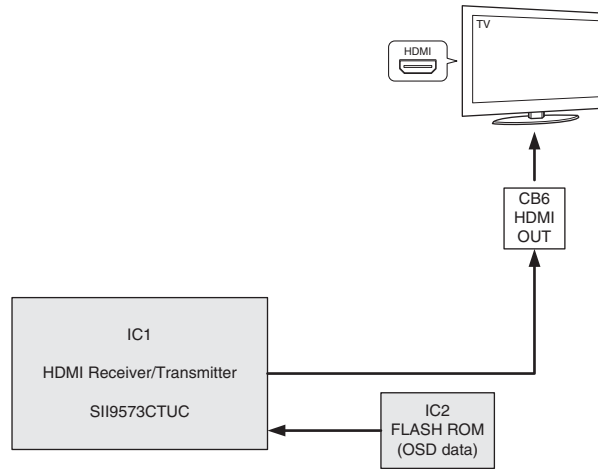 TV
HDMI
CB6
HDMI
OUT
IC1
HDMI Receiver/Transmitter
SII9573CTUC
IC2
FLASH ROM
(OSD data)